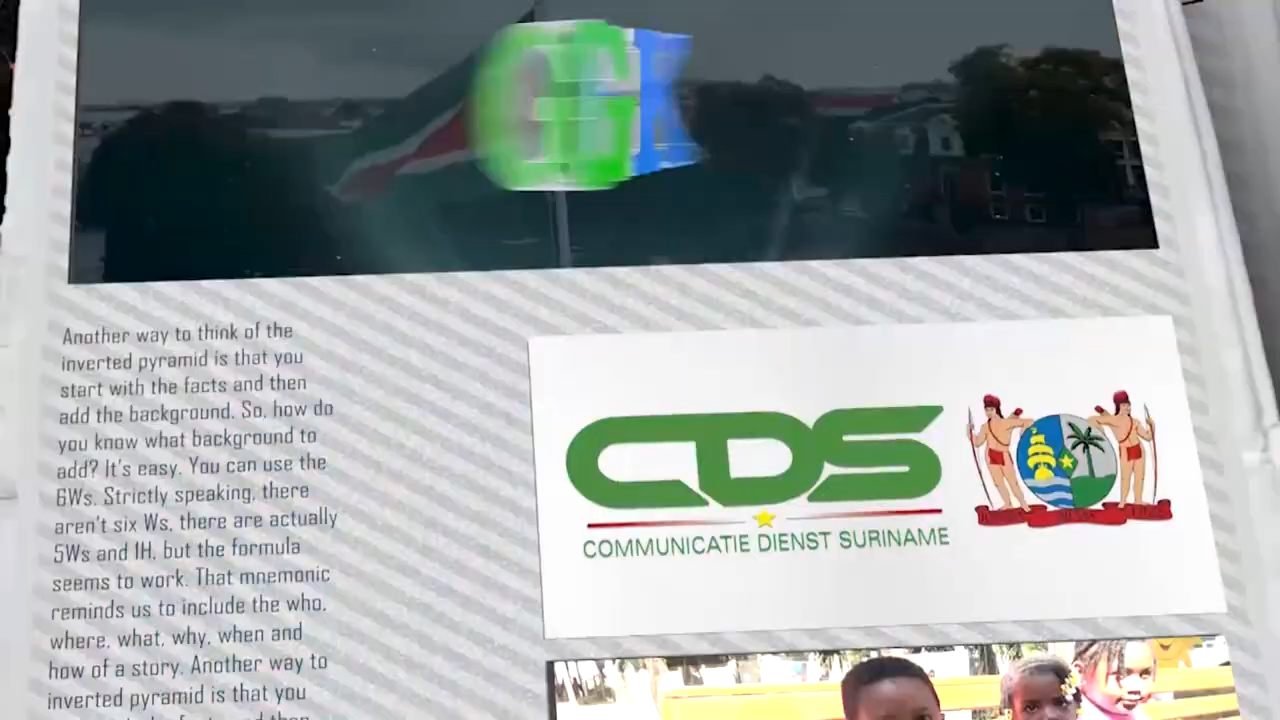 Another way to think of the
inverted pyramid is that you
start with the facts and then
add the background. So, how do
you know what background to
add? It's easy. You can use the
6Ws. Strictly speaking, there
aren't six Ws, there are actually
5Ws and 1H, but the formula
seems to work. That mnemonic
reminds us to include the who,
where, what, why, when and
how of a story. Another way to
inverted pyramid is that you
CDS
COMMUNICATIE DIENST SURINAME